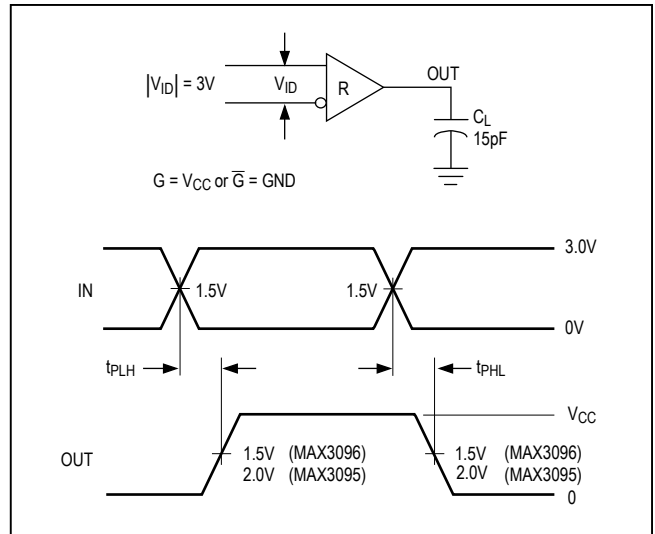 OUT
|VID| = 3V
VID
R
CL
15pF
G = VCC or G̅ = GND
3.0V
IN
1.5V
1.5V
0V
tPLH
tPHL
VCC
OUT
1.5V (MAX3096)
2.0V (MAX3095)
1.5V (MAX3096)
2.0V (MAX3095)
0